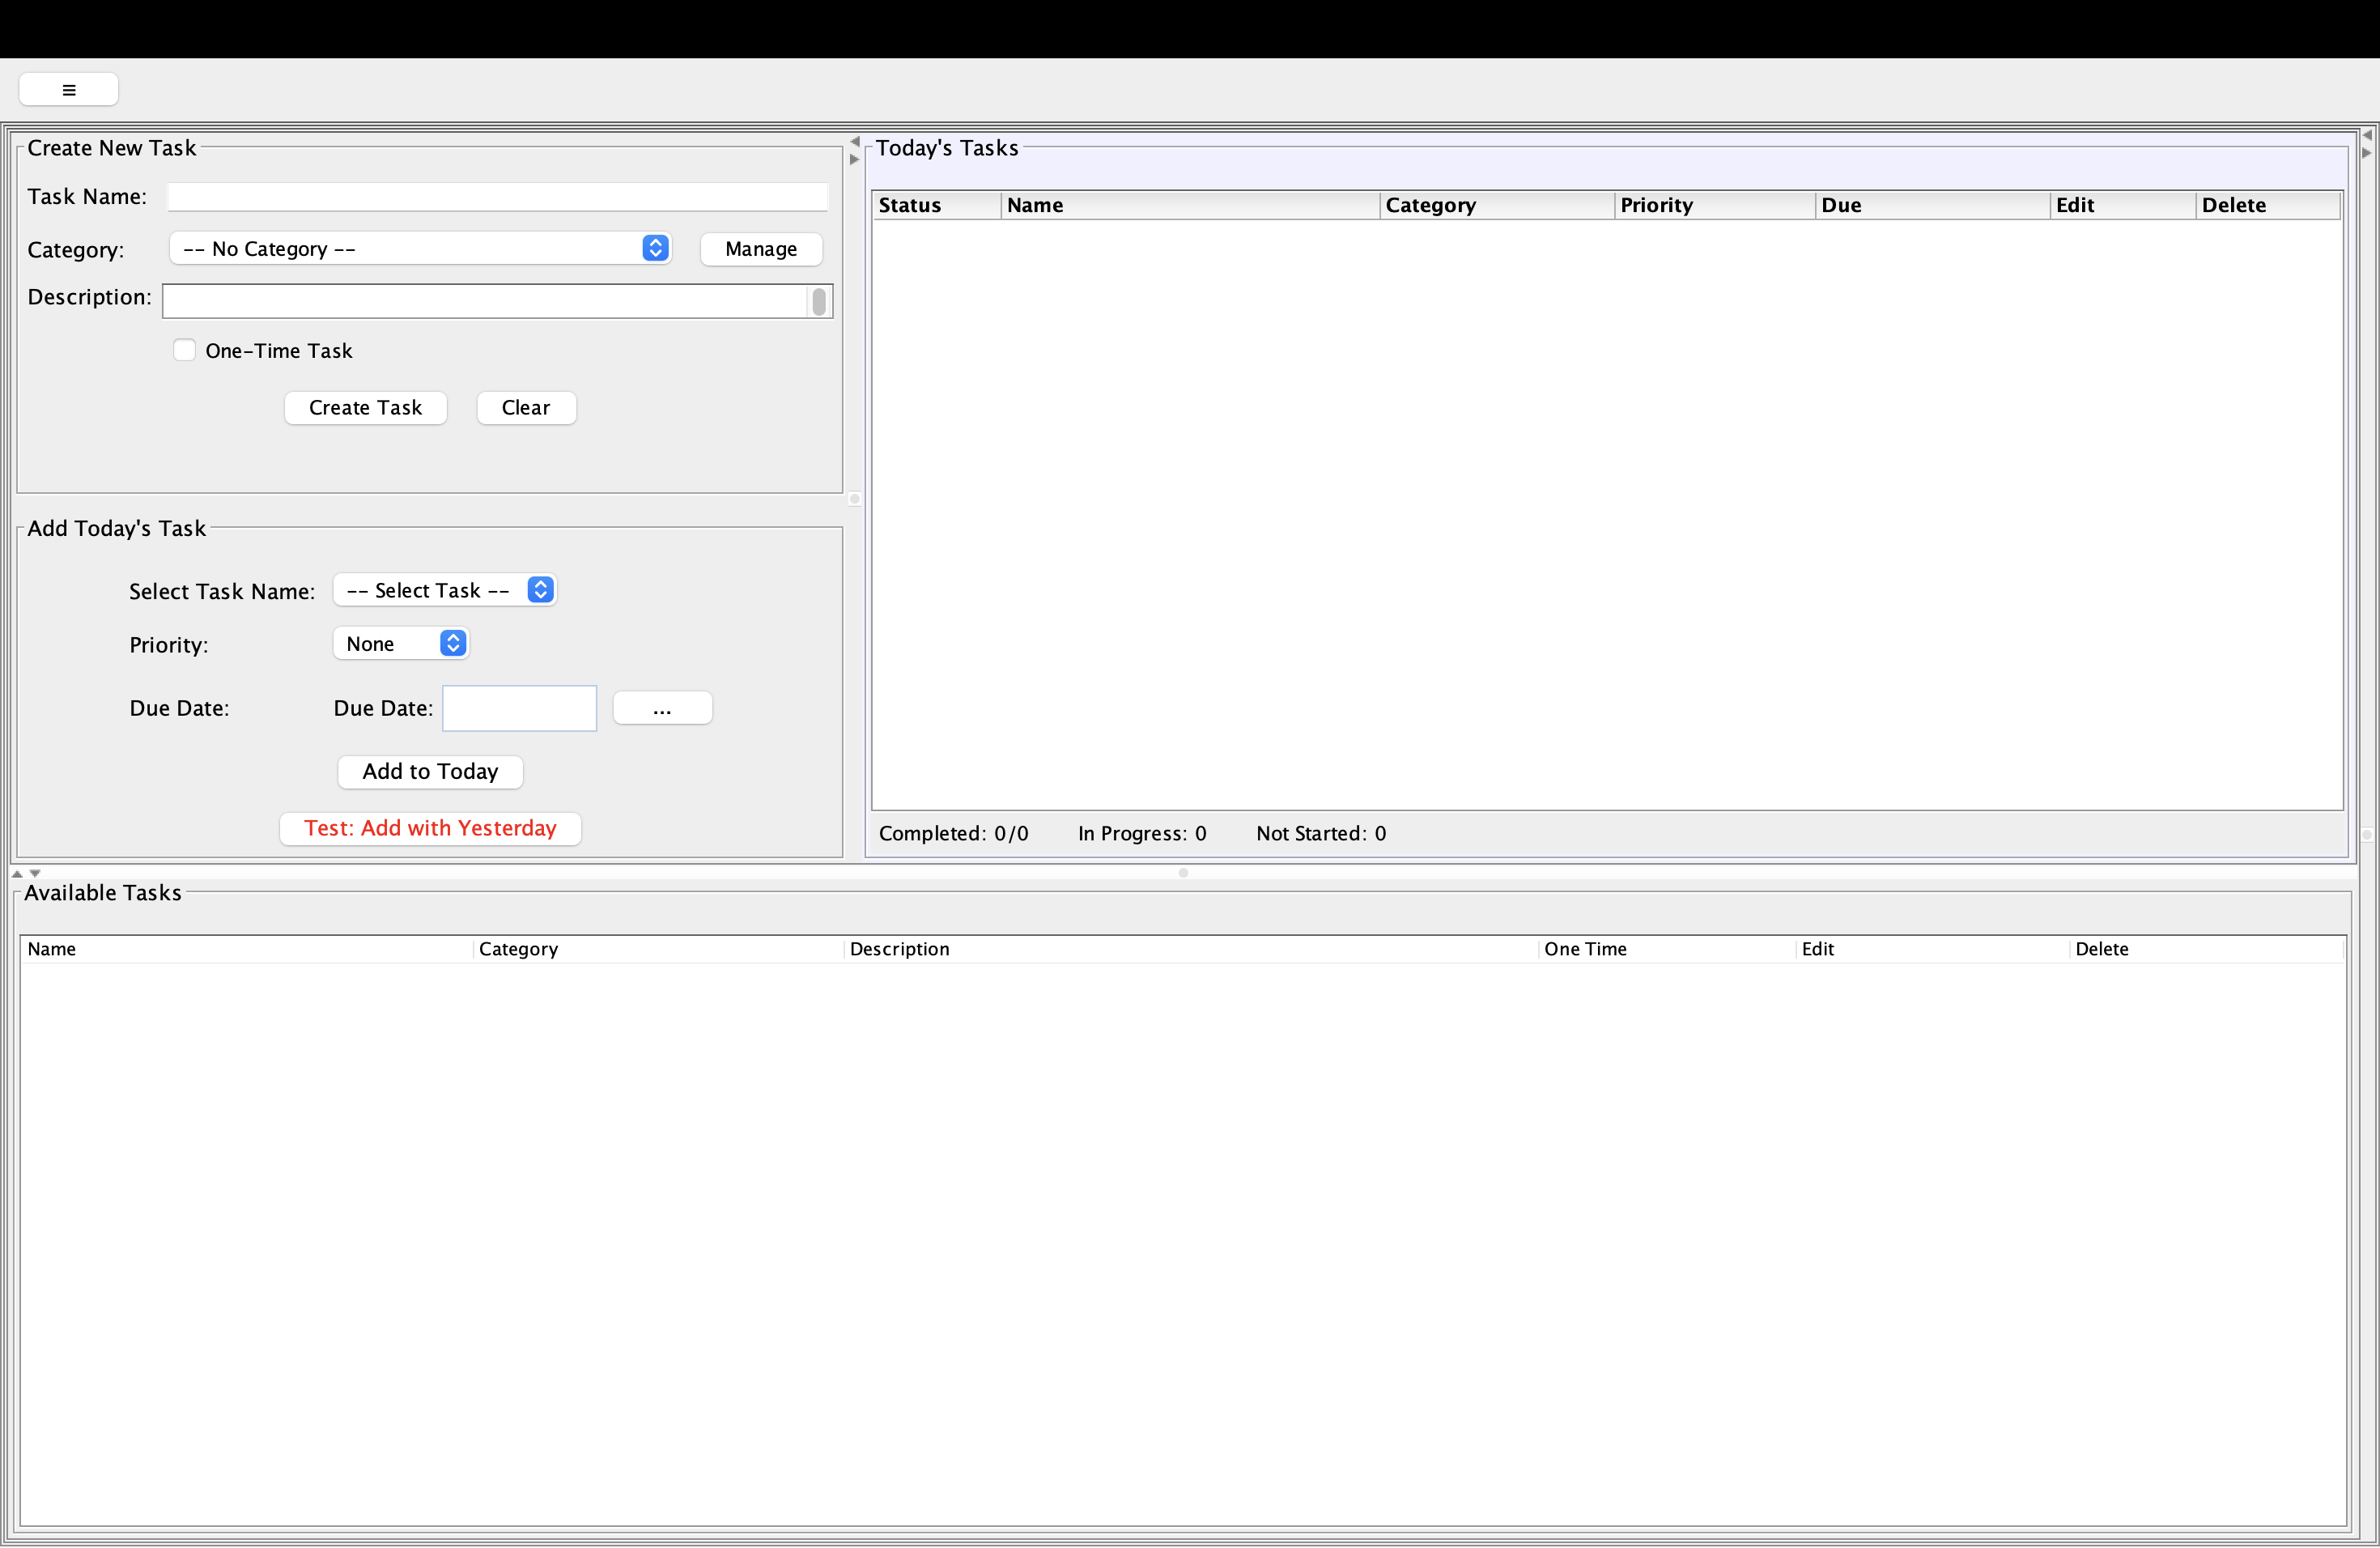 ≡
Create New Task
Task Name:
Category: -- No Category -- Manage
Description:
One-Time Task
Create Task Clear
Add Today's Task
Select Task Name: -- Select Task --
Priority: None
Due Date: Due Date: ...
Add to Today
Test: Add with Yesterday
Today's Tasks
Status Name Category Priority Due Edit Delete
Completed: 0/0 In Progress: 0 Not Started: 0
Available Tasks
Name Category Description One Time Edit Delete